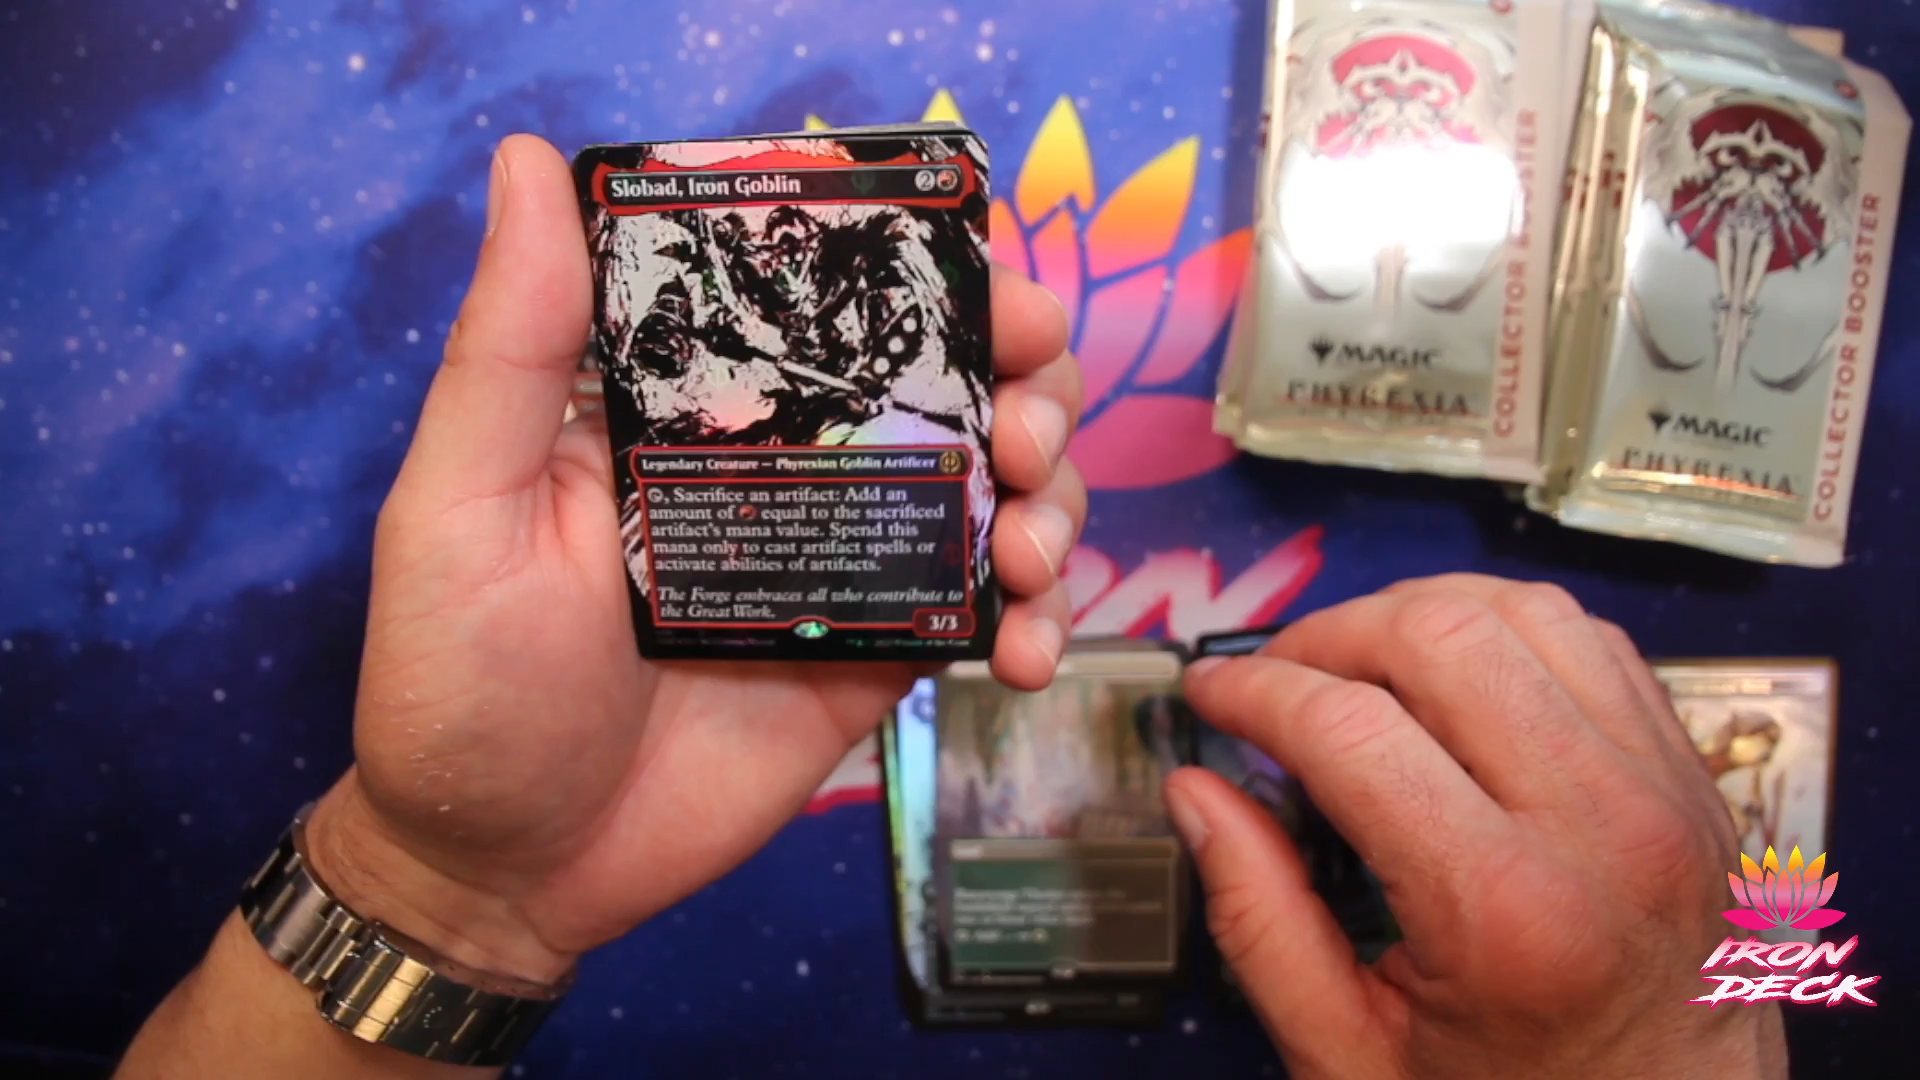 Slobad, Iron Goblin
2
Legendary Creature — Phyrexian Goblin Artificer
, Sacrifice an artifact: Add an
amount of equal to the sacrificed
artifact's mana value. Spend this
mana only to cast artifact spells or
activate abilities of artifacts.
The Forge embraces all who contribute to
the Great Work.
3/3
MAGIC
PHYREXIA
COLLECTOR BOOSTER
MAGIC
PHYREXIA
COLLECTOR BOOSTER
IRON
DECK